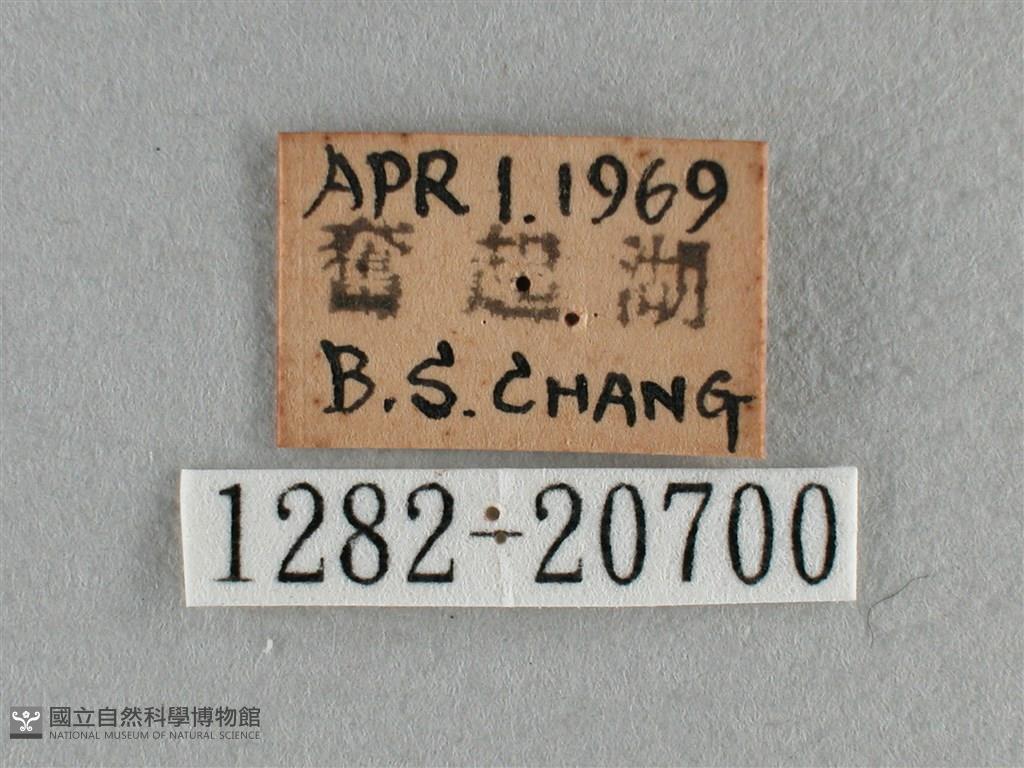 APR 1. 1969
奮起湖
B.S. CHANG
1282-20700
國立自然科學博物館
NATIONAL MUSEUM OF NATURAL SCIENCE